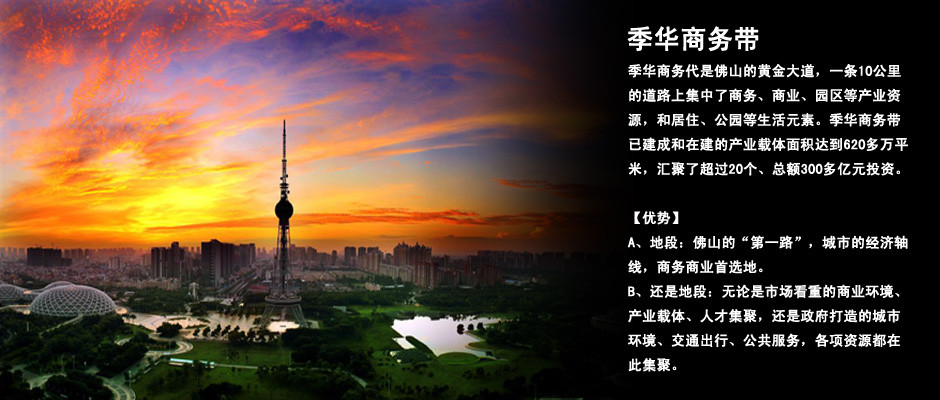 季华商务带
季华商务代是佛山的黄金大道，一条10公里
的道路上集中了商务、商业、园区等产业资
源，和居住、公园等生活元素。季华商务带
已建成和在建的产业载体面积达到620多万平
米，汇聚了超过20个、总额300多亿元投资。
【优势】
A、地段：佛山的“第一路”，城市的经济轴
线，商务商业首选地。
B、还是地段：无论是市场看重的商业环境、
产业载体、人才集聚，还是政府打造的城市
环境、交通出行、公共服务，各项资源都在
此集聚。